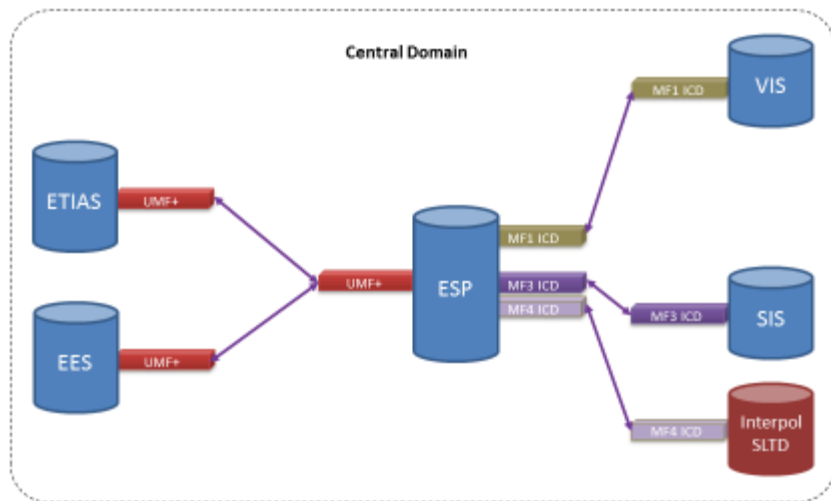 Central Domain
VIS
MF1 ICD
ETIAS
UMF+
MF1 ICD
UMF+
ESP
MF3 ICD
MF4 ICD
MF3 ICD
SIS
EES
UMF+
MF4 ICD
Interpol
SLTD